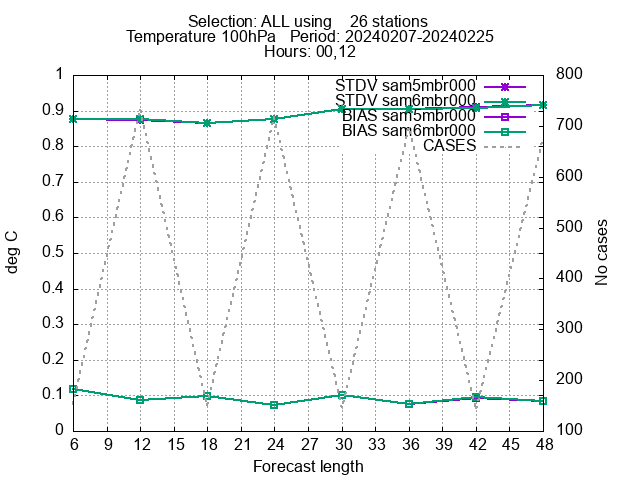 Selection: ALL using    26 stations
Temperature 100hPa   Period: 20240207-20240225
Hours: 00,12
STDV sam5mbr000
STDV sam6mbr000
BIAS sam5mbr000
BIAS sam6mbr000
CASES
1
0.9
0.8
0.7
0.6
0.5
0.4
0.3
0.2
0.1
0
deg C
800
700
600
500
400
300
200
100
No cases
6 9 12 15 18 21 24 27 30 33 36 39 42 45 48
Forecast length